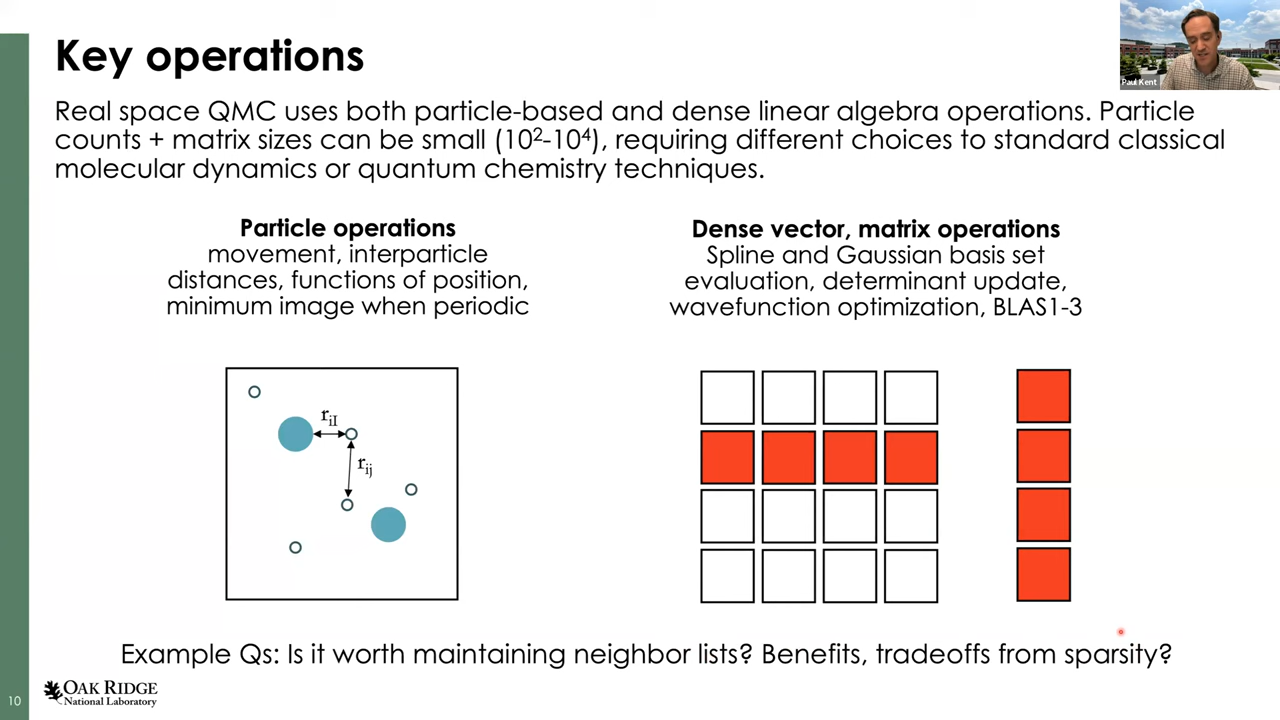 Key operations
Paul Kent
Real space QMC uses both particle-based and dense linear algebra operations. Particle
counts + matrix sizes can be small (10²-10⁴), requiring different choices to standard classical
molecular dynamics or quantum chemistry techniques.
Particle operations
movement, interparticle
distances, functions of position,
minimum image when periodic
Dense vector, matrix operations
Spline and Gaussian basis set
evaluation, determinant update,
wavefunction optimization, BLAS1-3
r_iI
r_ij
Example Qs: Is it worth maintaining neighbor lists? Benefits, tradeoffs from sparsity?
10
OAK RIDGE
National Laboratory